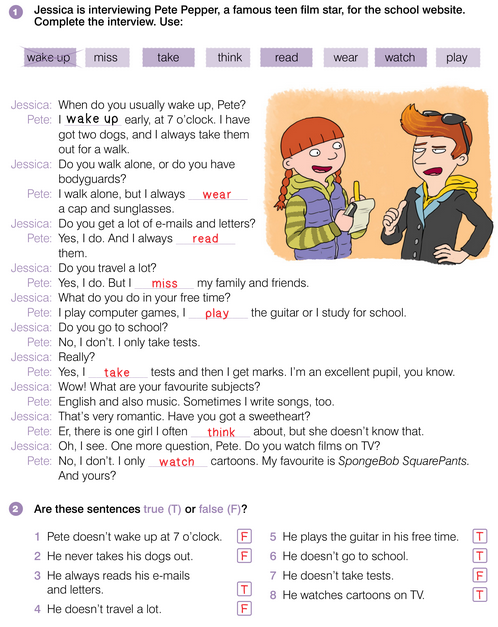 1 Jessica is interviewing Pete Pepper, a famous teen film star, for the school website.
Complete the interview. Use:
wake up miss take think read wear watch play
Jessica: When do you usually wake up, Pete?
Pete: I wake up early, at 7 o'clock. I have
got two dogs, and I always take them
out for a walk.
Jessica: Do you walk alone, or do you have
bodyguards?
Pete: I walk alone, but I always wear
a cap and sunglasses.
Jessica: Do you get a lot of e-mails and letters?
Pete: Yes, I do. And I always read
them.
Jessica: Do you travel a lot?
Pete: Yes, I do. But I miss my family and friends.
Jessica: What do you do in your free time?
Pete: I play computer games, I play the guitar or I study for school.
Jessica: Do you go to school?
Pete: No, I don't. I only take tests.
Jessica: Really?
Pete: Yes, I take tests and then I get marks. I'm an excellent pupil, you know.
Jessica: Wow! What are your favourite subjects?
Pete: English and also music. Sometimes I write songs, too.
Jessica: That's very romantic. Have you got a sweetheart?
Pete: Er, there is one girl I often think about, but she doesn't know that.
Jessica: Oh, I see. One more question, Pete. Do you watch films on TV?
Pete: No, I don't. I only watch cartoons. My favourite is SpongeBob SquarePants.
And yours?
2 Are these sentences true (T) or false (F)?
1 Pete doesn't wake up at 7 o'clock. F
2 He never takes his dogs out. F
3 He always reads his e-mails
and letters. T
4 He doesn't travel a lot. F
5 He plays the guitar in his free time. T
6 He doesn't go to school. T
7 He doesn't take tests. F
8 He watches cartoons on TV. T